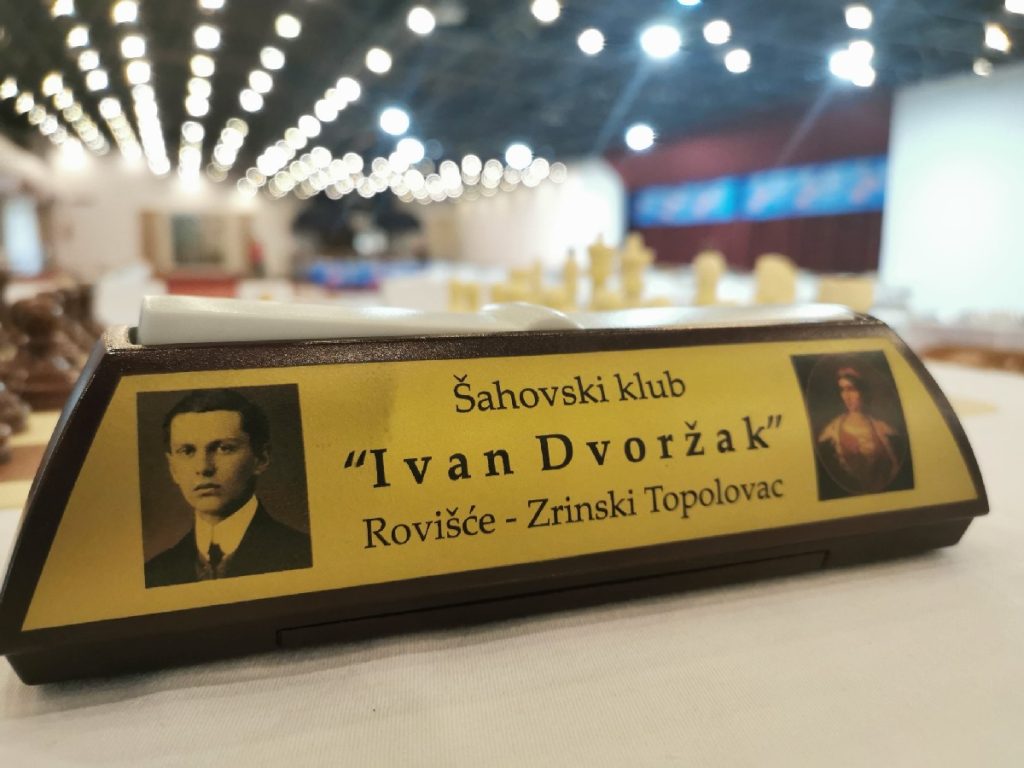 Šahovski klub
“Ivan Dvoržak”
Rovišće - Zrinski Topolovac